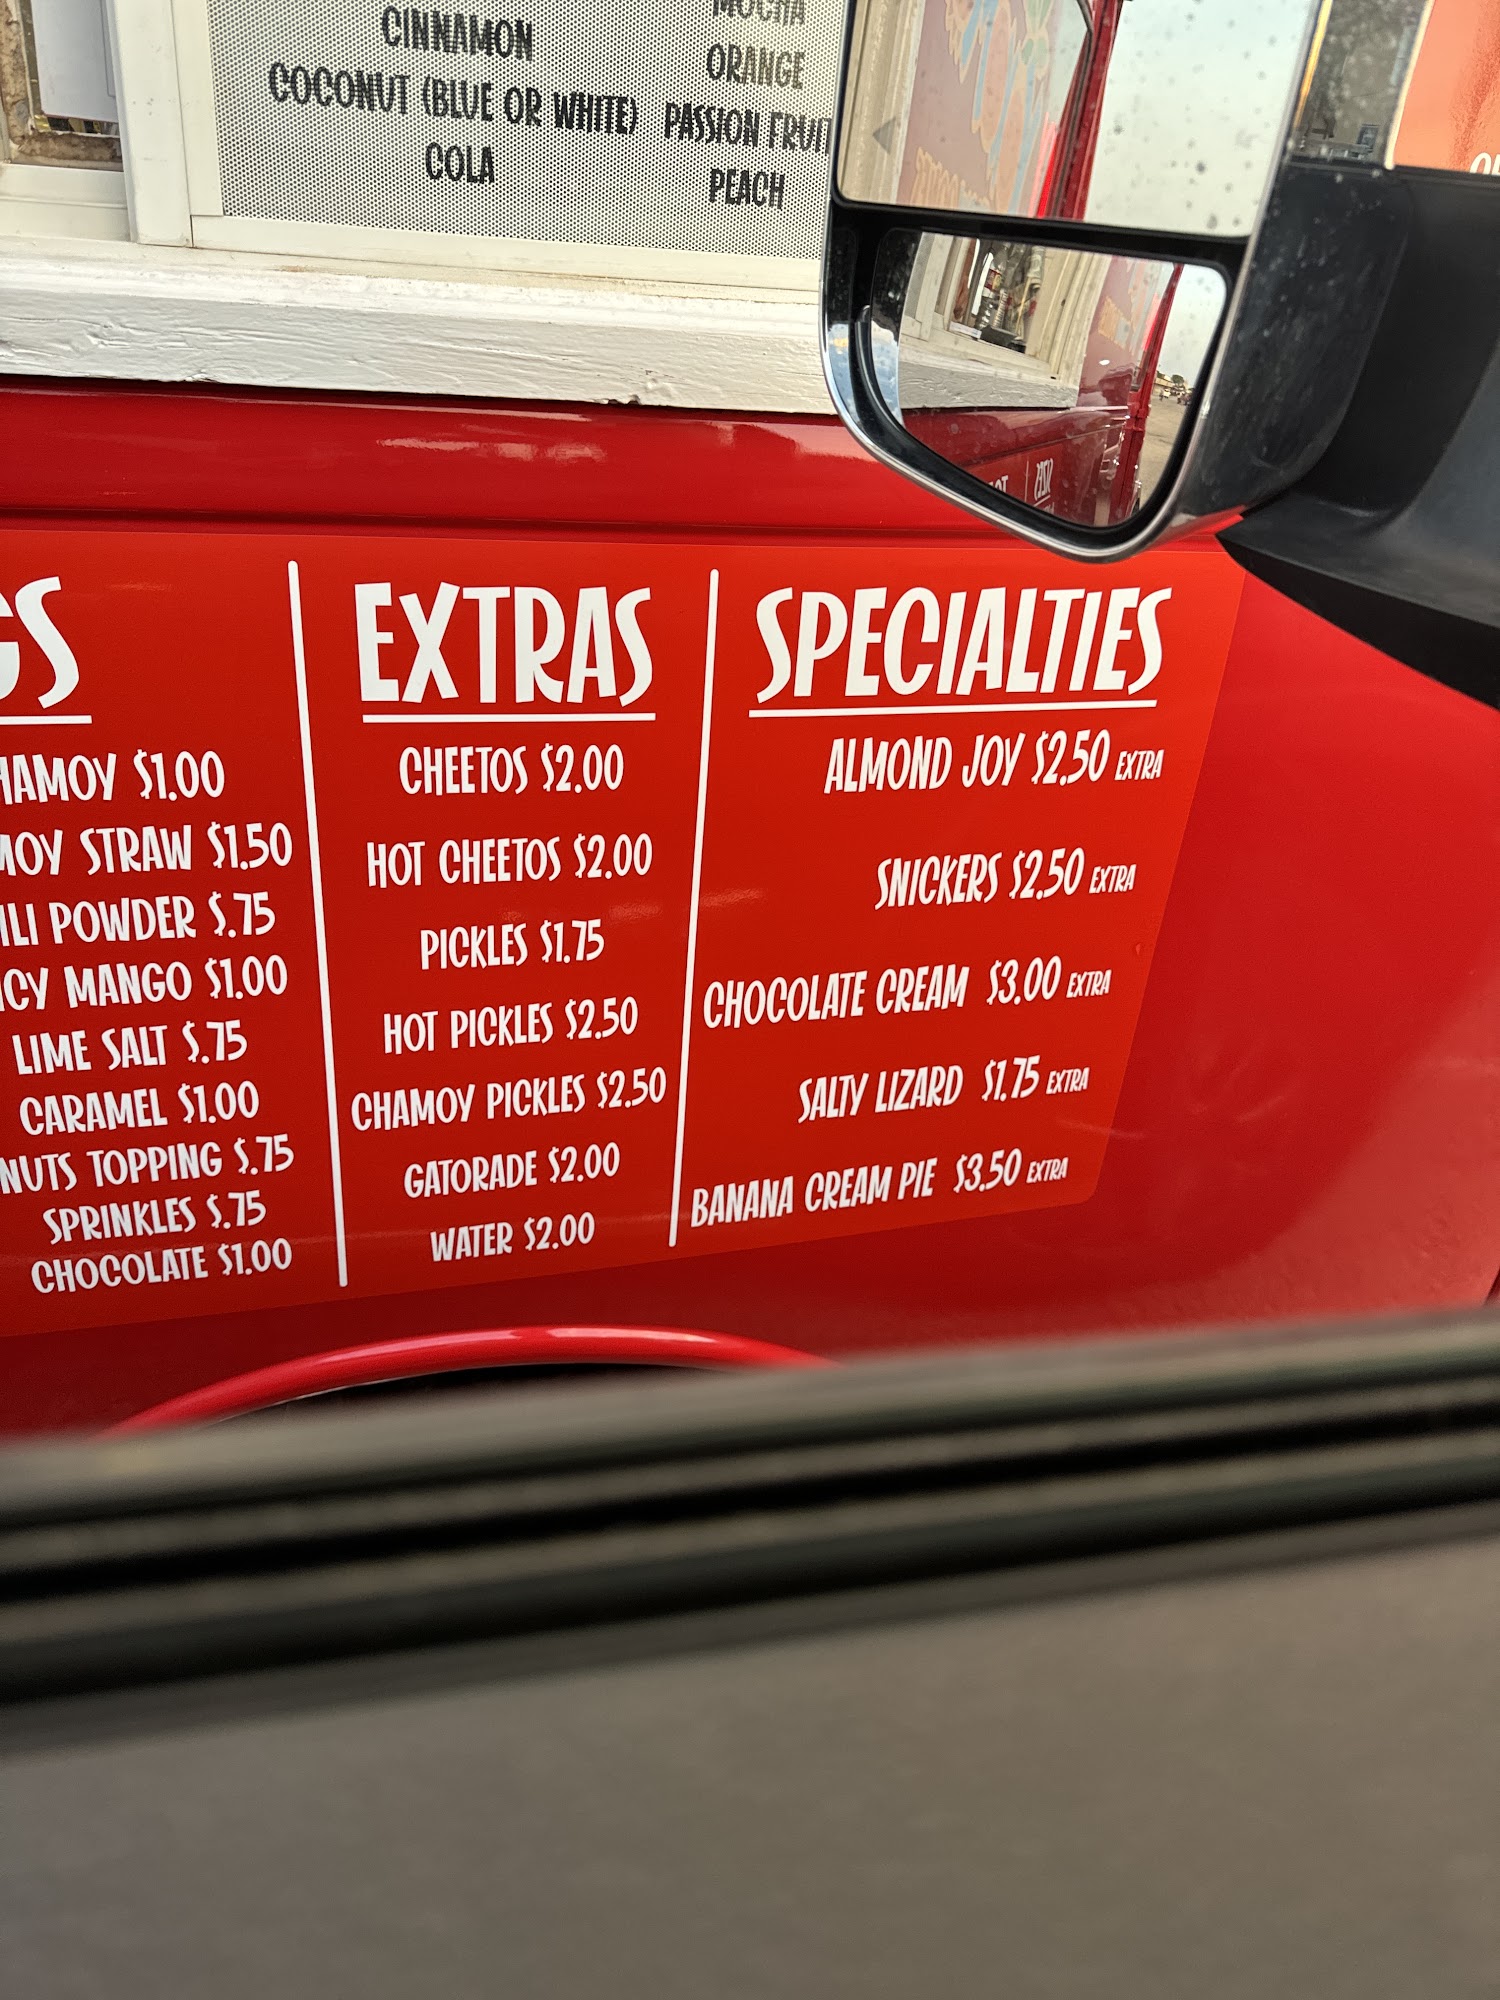 CINNAMON
COCONUT (BLUE OR WHITE)
COLA
MOCHA
ORANGE
PASSION FRUIT
PEACH
GS
HAMOY $1.00
MOY STRAW $1.50
ILI POWDER $.75
ICY MANGO $1.00
LIME SALT $.75
CARAMEL $1.00
NUTS TOPPING $.75
SPRINKLES $.75
CHOCOLATE $1.00
EXTRAS
CHEETOS $2.00
HOT CHEETOS $2.00
PICKLES $1.75
HOT PICKLES $2.50
CHAMOY PICKLES $2.50
GATORADE $2.00
WATER $2.00
SPECIALTIES
ALMOND JOY $2.50 EXTRA
SNICKERS $2.50 EXTRA
CHOCOLATE CREAM $3.00 EXTRA
SALTY LIZARD $1.75 EXTRA
BANANA CREAM PIE $3.50 EXTRA